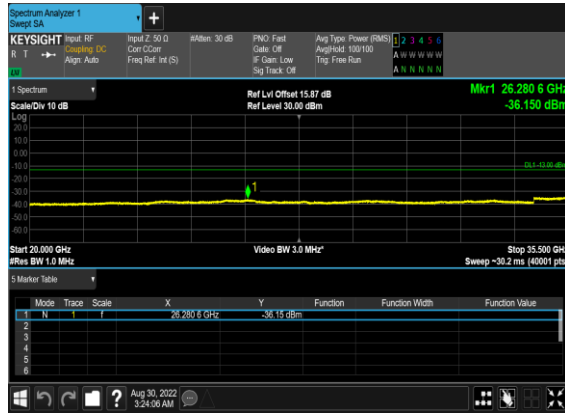 Spectrum Analyzer 1
Swept SA
+
KEYSIGHT Input: RF Input Z: 50 Ω #Atten: 30 dB PNO: Fast Avg Type: Power (RMS) 1 2 3 4 5 6
R T Coupling: DC Corr CCorr Gate: Off Avg|Hold: 100/100 A W W W W W
Align: Auto Freq Ref: Int (S) IF Gain: Low Trig: Free Run
Sig Track: Off A N N N N N
1 Spectrum
Scale/Div 10 dB Ref Lvl Offset 15.87 dB Mkr1 26.280 6 GHz
Ref Level 30.00 dBm -36.150 dBm
Log
20.0
10.0
0.00
-10.0 DL1 -13.00 dBm
-20.0
-30.0 1
-40.0
-50.0
-60.0
Start 20.000 GHz Video BW 3.0 MHz* Stop 35.500 GHz
#Res BW 1.0 MHz Sweep ~30.2 ms (40001 pts)
5 Marker Table
Mode Trace Scale X Y Function Function Width Function Value
1 N 1 f 26.280 6 GHz -36.15 dBm
2
3
4
5
6
? Aug 30, 2022
3:24:06 AM